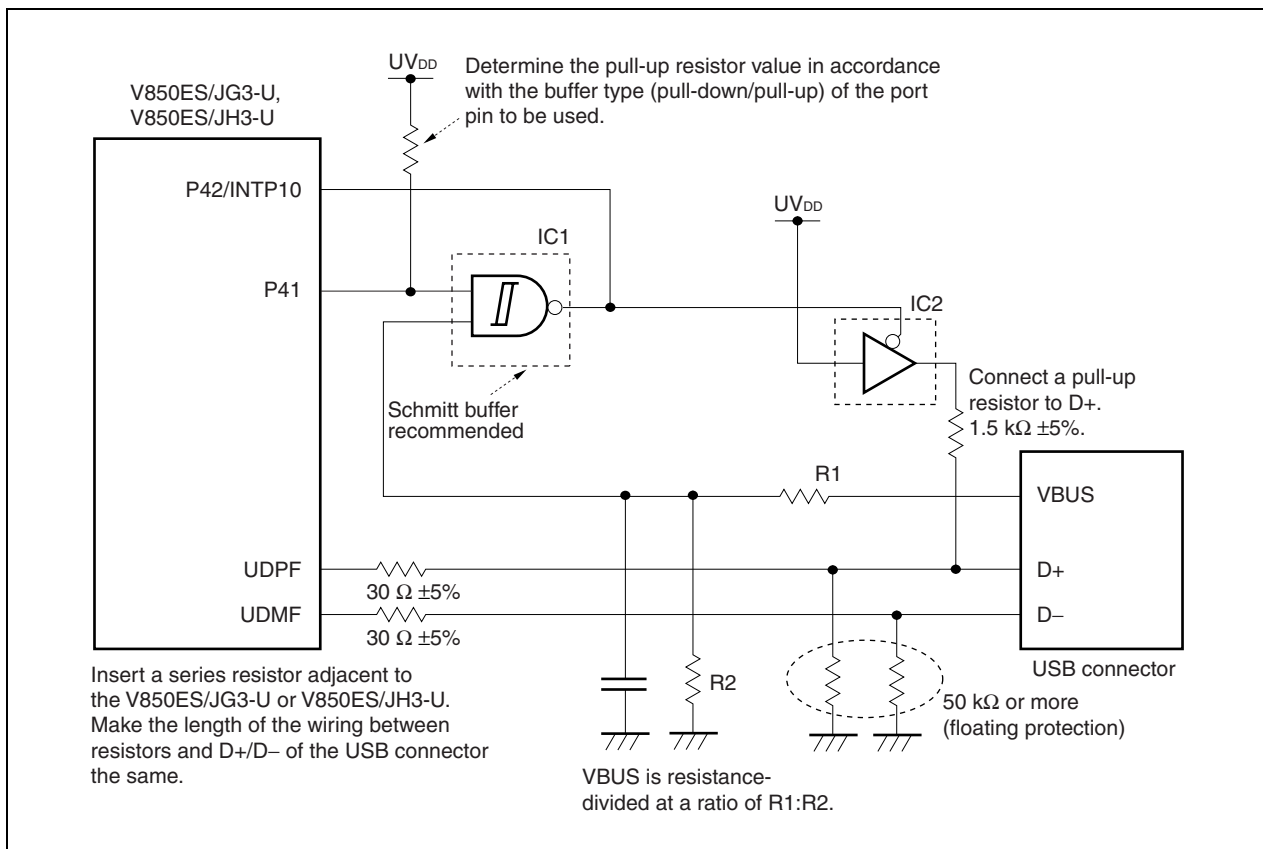 UVDD
Determine the pull-up resistor value in accordance
with the buffer type (pull-down/pull-up) of the port
pin to be used.
V850ES/JG3-U,
V850ES/JH3-U
P42/INTP10
UVDD
IC1
P41
IC2
Connect a pull-up
resistor to D+.
1.5 kΩ ±5%.
Schmitt buffer
recommended
R1
VBUS
UDPF
30 Ω ±5%
D+
UDMF
30 Ω ±5%
D−
USB connector
Insert a series resistor adjacent to
the V850ES/JG3-U or V850ES/JH3-U.
Make the length of the wiring between
resistors and D+/D− of the USB connector
the same.
R2
50 kΩ or more
(floating protection)
VBUS is resistance-
divided at a ratio of R1:R2.